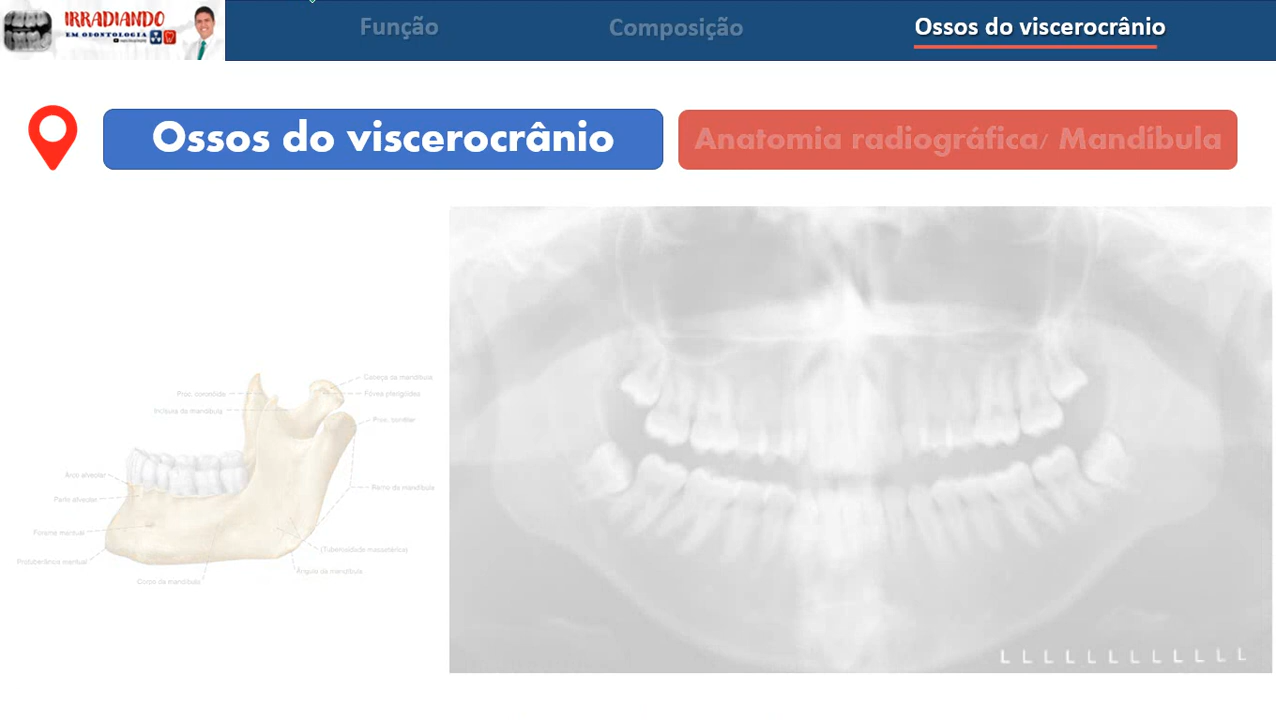 IRRADIANDO
EM ODONTOLOGIA
Função
Composição
Ossos do viscerocrânio
Ossos do viscerocrânio
Anatomia radiográfica/ Mandíbula
Cabeça da mandíbula
Proc. coronóide
Fóvea pterigóidea
Incisura da mandíbula
Proc. condilar
Arco alveolar
Ramo da mandíbula
Parte alveolar
Forame mentual
(Tuberosidade massetérica)
Protuberância mentual
Ângulo da mandíbula
Corpo da mandíbula
L L L L L L L L L L L L